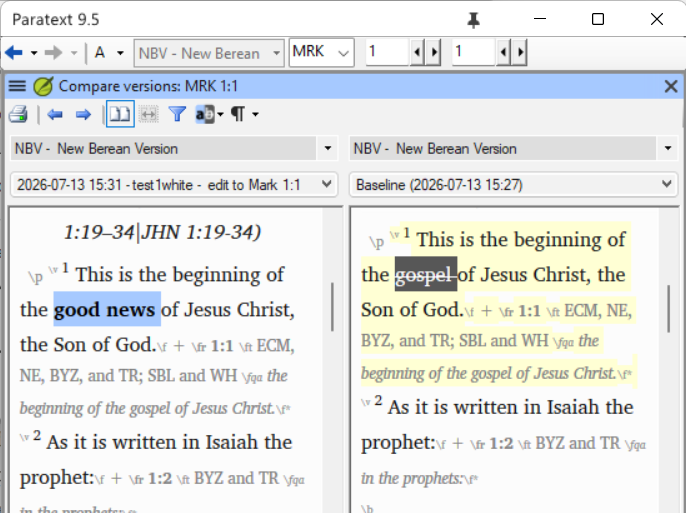 Paratext 9.5
A
NBV - New Berean
MRK
1
1
Compare versions: MRK 1:1
NBV - New Berean Version
2026-07-13 15:31 - test1white - edit to Mark 1:1
1:19–34|JHN 1:19-34)
\p \v 1 This is the beginning of
the good news of Jesus Christ,
the Son of God.\f + \fr 1:1 \ft ECM,
NE, BYZ, and TR; SBL and WH \fqa the
beginning of the gospel of Jesus Christ.\f*
\v 2 As it is written in Isaiah the
prophet:\f + \fr 1:2 \ft BYZ and TR \fqa
in the prophets:\f*
NBV - New Berean Version
Baseline (2026-07-13 15:27)
\p \v 1 This is the beginning of
the gospel of Jesus Christ, the
Son of God.\f + \fr 1:1 \ft ECM, NE,
BYZ, and TR; SBL and WH \fqa the
beginning of the gospel of Jesus Christ.\f*
\v 2 As it is written in Isaiah the
prophet:\f + \fr 1:2 \ft BYZ and TR \fqa
in the prophets:\f*
\b